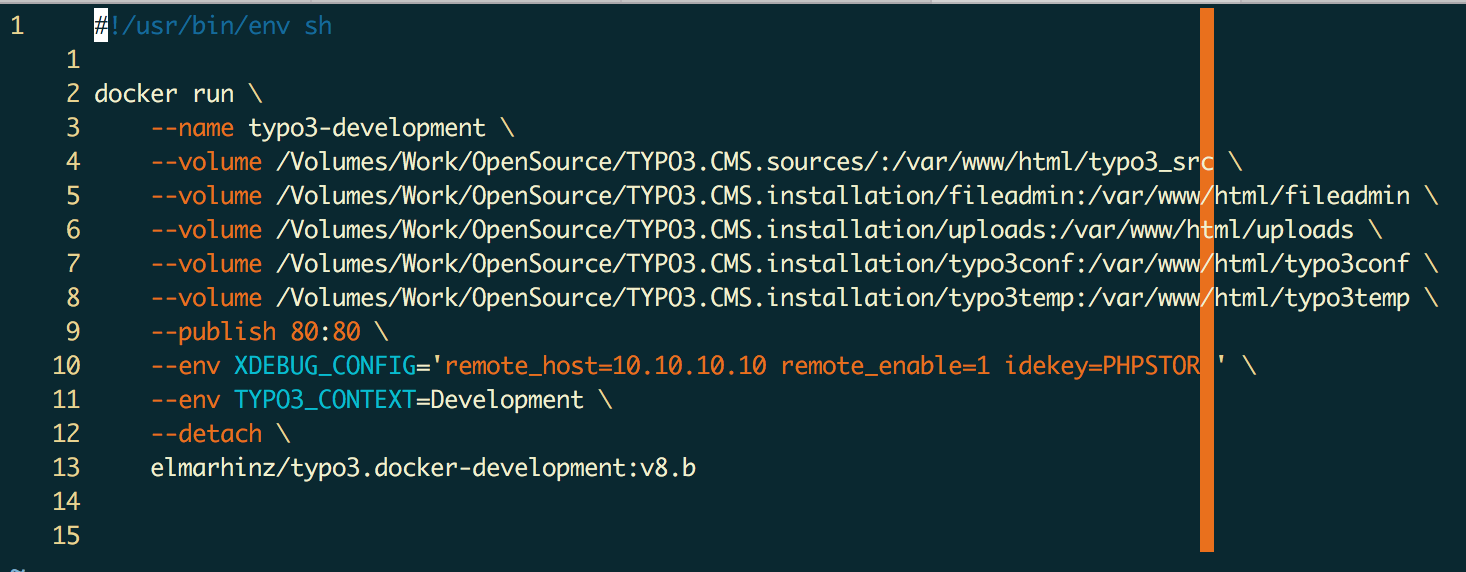 1 #!/usr/bin/env sh
1
2 docker run \
3 --name typo3-development \
4 --volume /Volumes/Work/OpenSource/TYPO3.CMS.sources/:/var/www/html/typo3_src \
5 --volume /Volumes/Work/OpenSource/TYPO3.CMS.installation/fileadmin:/var/www/html/fileadmin \
6 --volume /Volumes/Work/OpenSource/TYPO3.CMS.installation/uploads:/var/www/html/uploads \
7 --volume /Volumes/Work/OpenSource/TYPO3.CMS.installation/typo3conf:/var/www/html/typo3conf \
8 --volume /Volumes/Work/OpenSource/TYPO3.CMS.installation/typo3temp:/var/www/html/typo3temp \
9 --publish 80:80 \
10 --env XDEBUG_CONFIG='remote_host=10.10.10.10 remote_enable=1 idekey=PHPSTOR ' \
11 --env TYPO3_CONTEXT=Development \
12 --detach \
13 elmarhinz/typo3.docker-development:v8.b
14
15
~